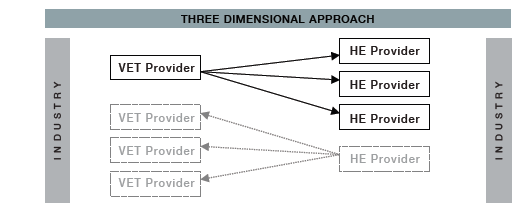 THREE DIMENSIONAL APPROACH
INDUSTRY
VET Provider
HE Provider
HE Provider
HE Provider
VET Provider
VET Provider
VET Provider
HE Provider
INDUSTRY